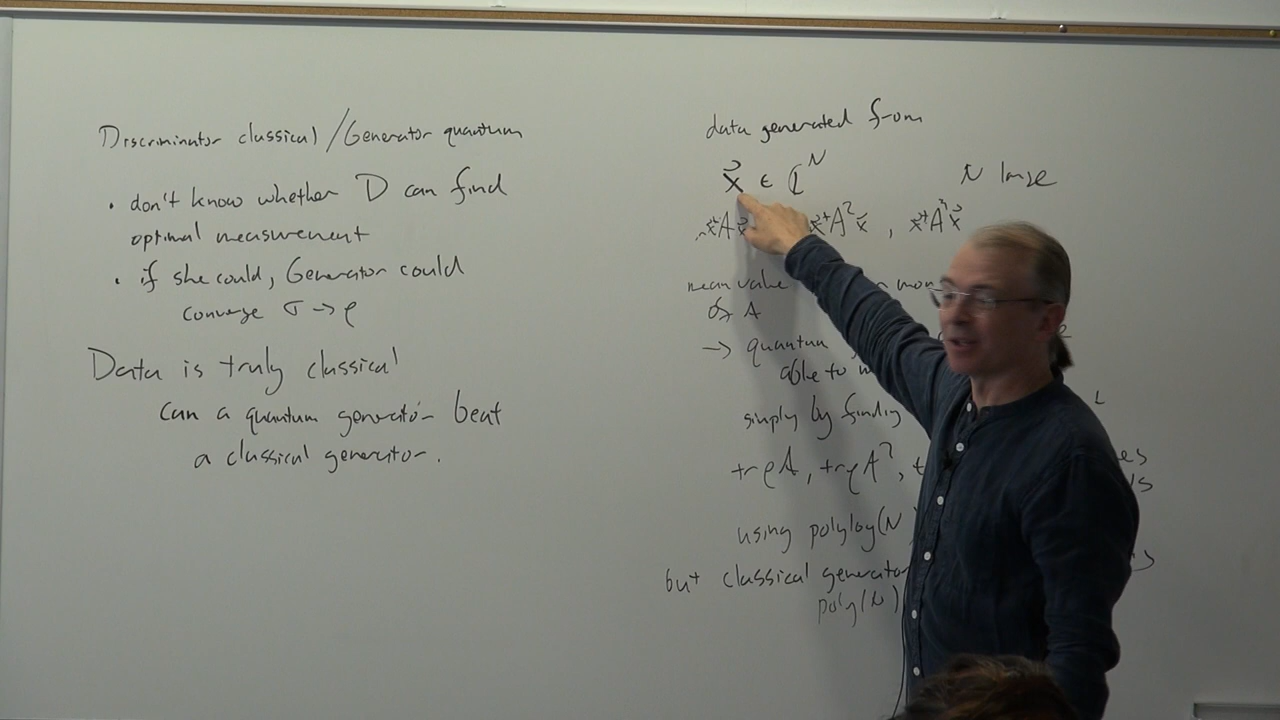 Discriminator classical / Generator quantum
• don't know whether D can find
optimal measurement
• if she could, Generator could
converge σ → ρ
Data is truly classical
can a quantum generator beat
a classical generator.
data generated from
x⃗ ∈ ℂ^N N large
x⃗†A x⃗†A²x⃗ , x⃗†A³x⃗
mean value
of A
→ quantum
able to
simply by finding
trρA, trρA²,
using polylog(N
but classical generator
poly(N)